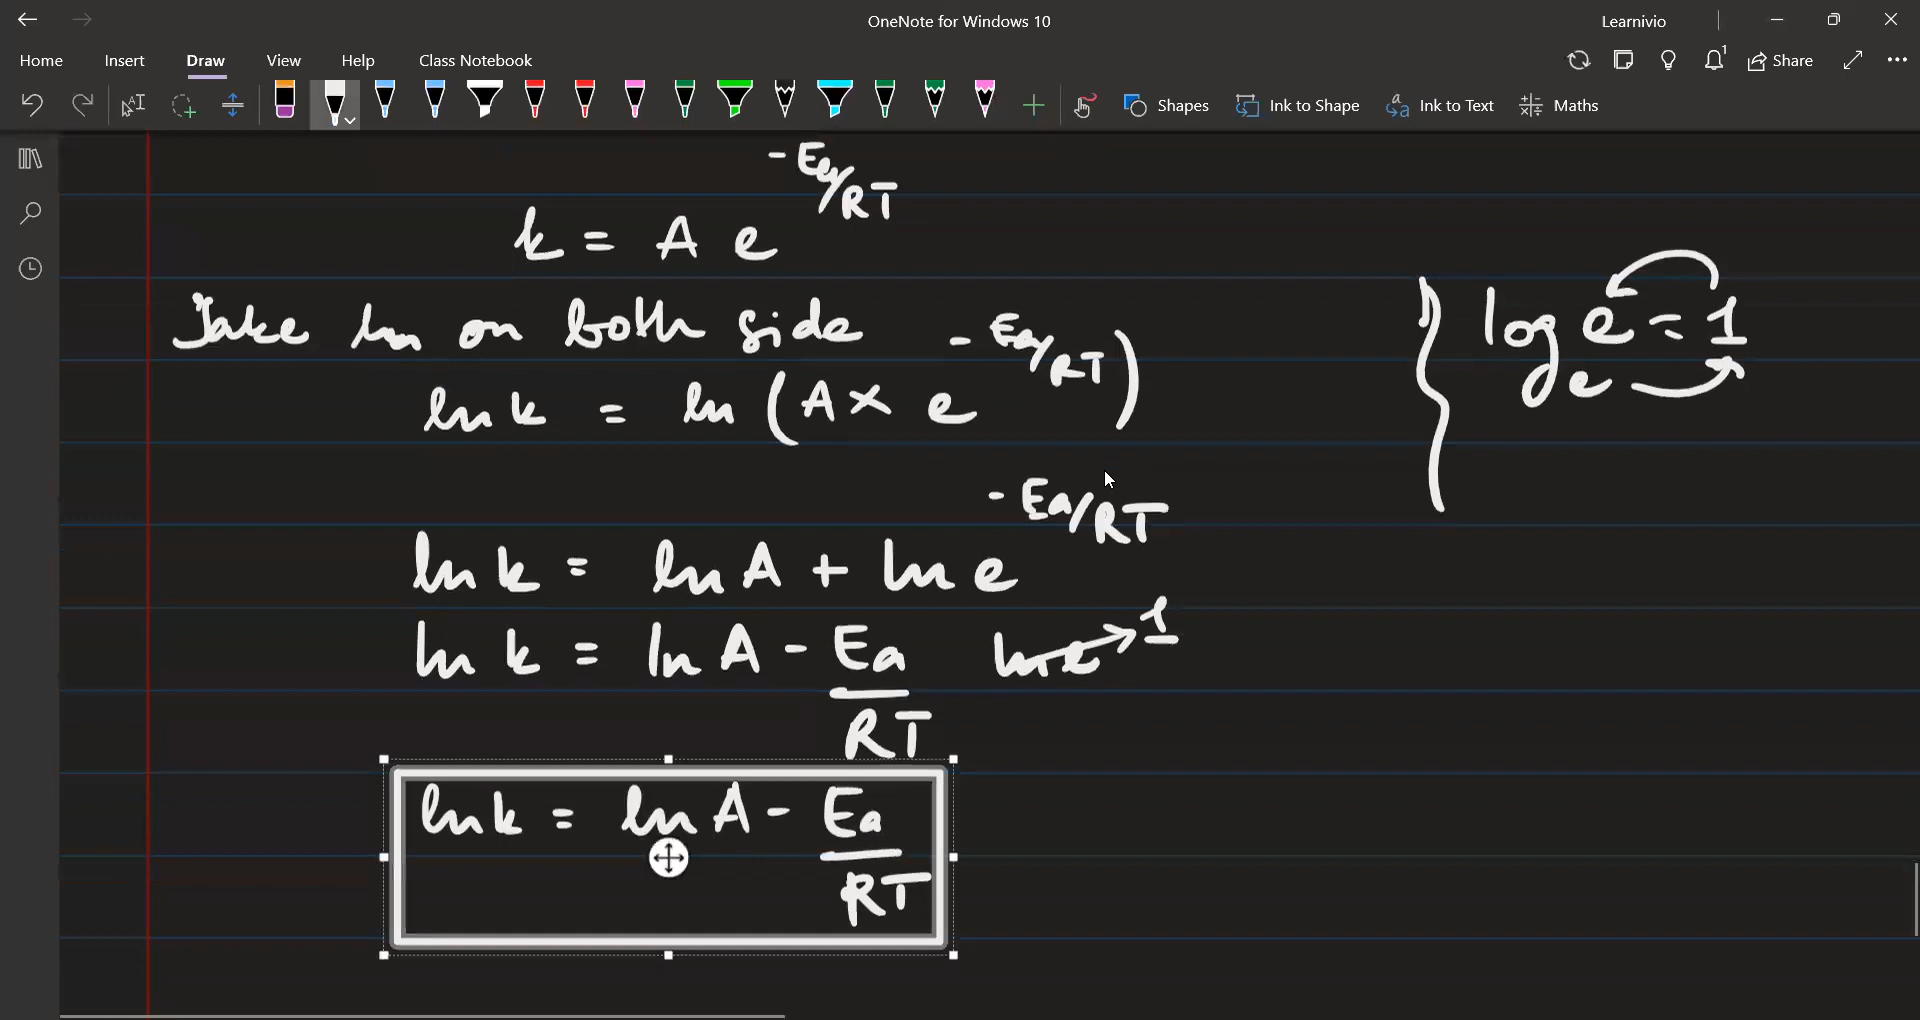 OneNote for Windows 10
Learnivio
Home Insert Draw View Help Class Notebook
1
Share
Shapes Ink to Shape Ink to Text Maths
k = A e^-Ea/RT
Take ln on both side
ln k = ln (A × e^-Ea/RT)
log_e e = 1
ln k = ln A + ln e^-Ea/RT
ln k = ln A - Ea/RT ln e → 1
ln k = ln A - Ea/RT